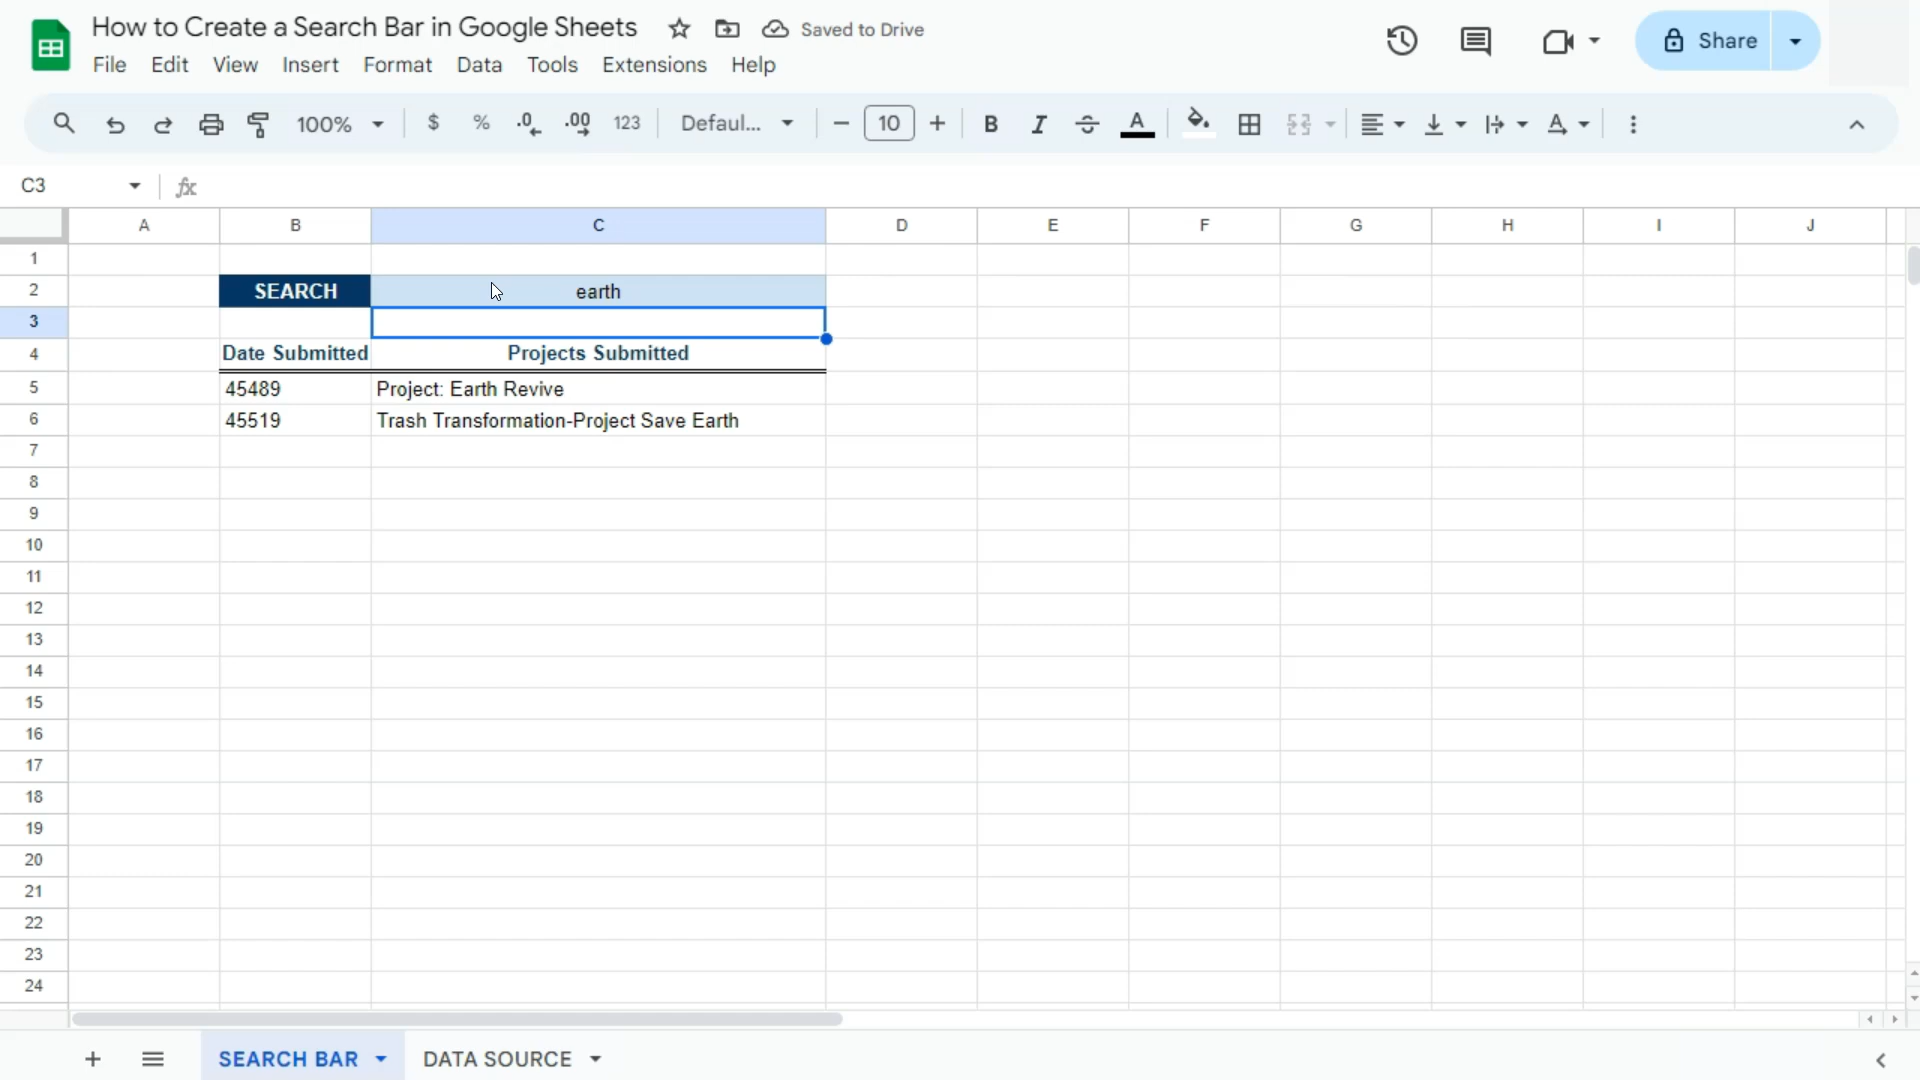 How to Create a Search Bar in Google Sheets Saved to Drive
File Edit View Insert Format Data Tools Extensions Help
Share
100% $ % .0 .00 123 Defaul... 10 B I S A
C3 fx
A B C D E F G H I J
1
2 SEARCH earth
3
4 Date Submitted Projects Submitted
5 45489 Project: Earth Revive
6 45519 Trash Transformation-Project Save Earth
7
8
9
10
11
12
13
14
15
16
17
18
19
20
21
22
23
24
SEARCH BAR DATA SOURCE